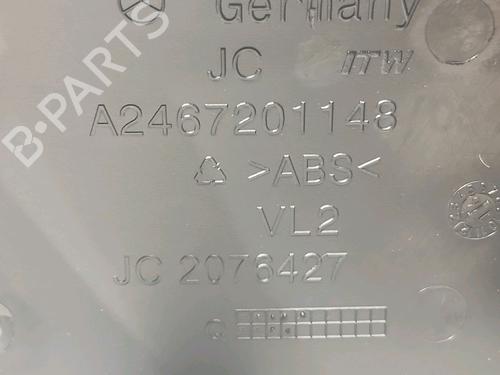 Germany
JC ITW
A2467201148
>ABS<
VL2
JC 2076427
Q
B-PARTS